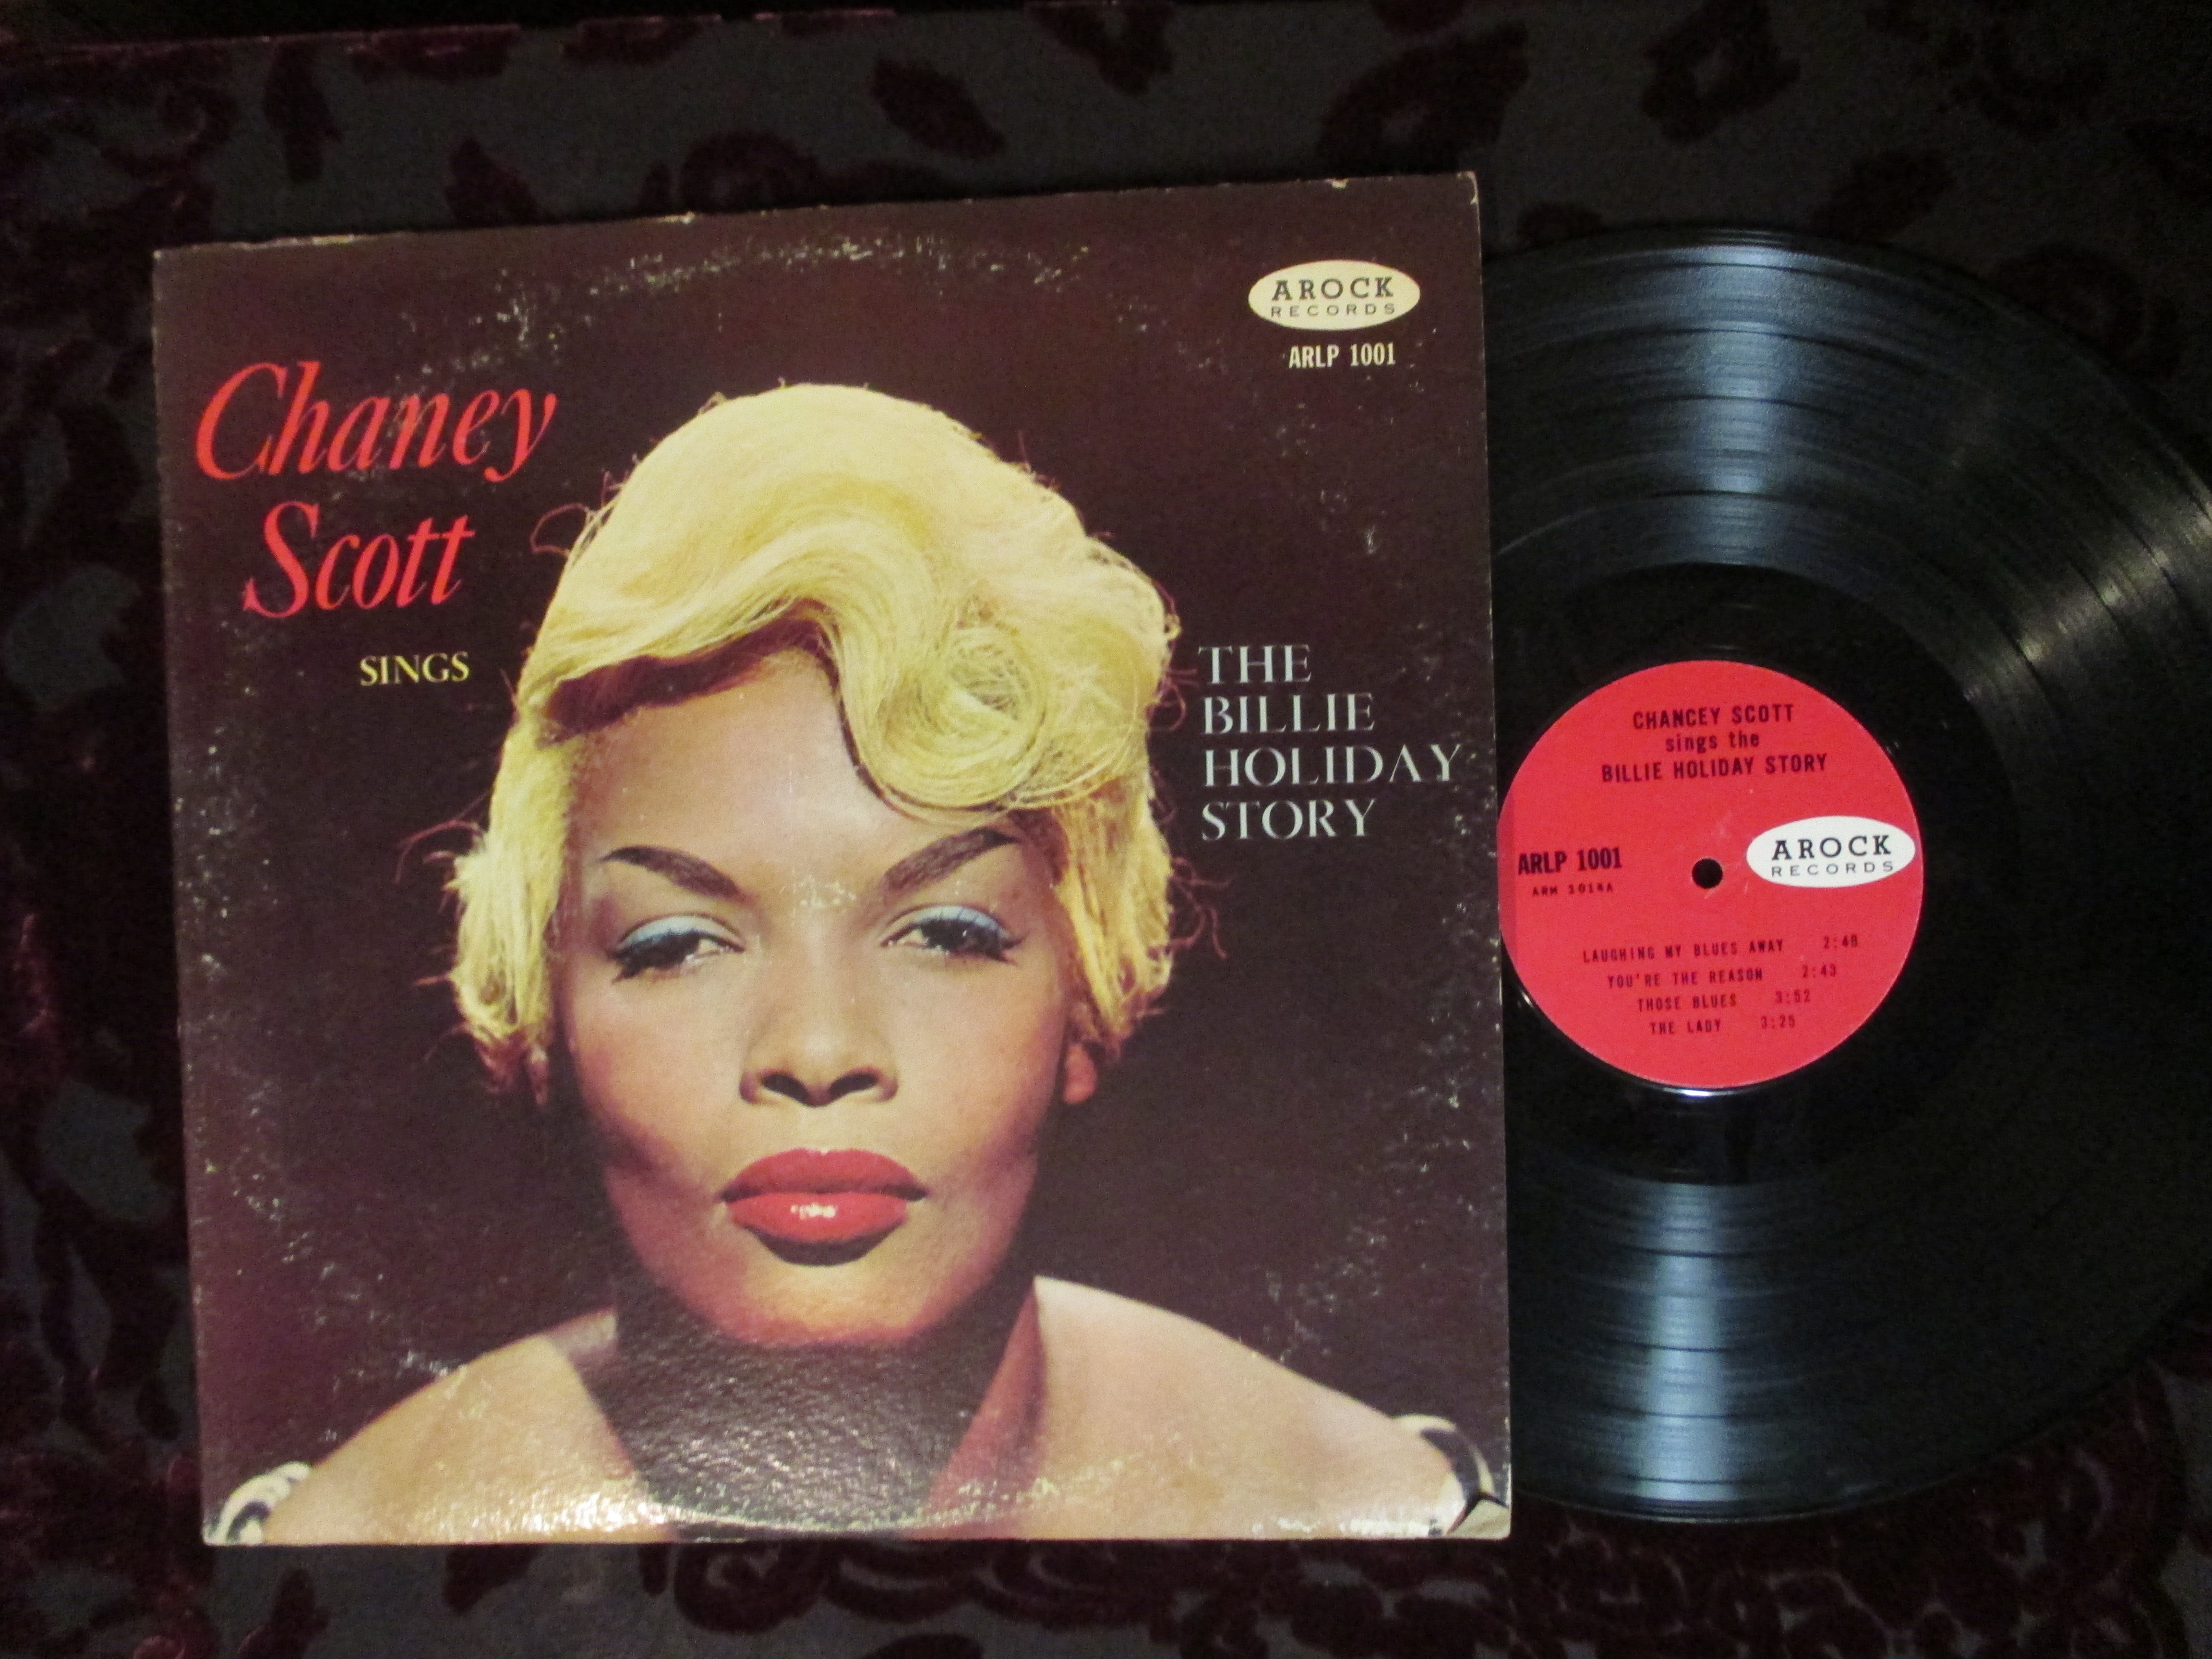 AROCK
RECORDS
ARLP 1001
Chaney
Scott
SINGS
THE
BILLIE
HOLIDAY
STORY
CHANCEY SCOTT
sings the
BILLIE HOLIDAY STORY
ARLP 1001
AROCK
RECORDS
LAUGHING MY BLUES AWAY 2:48
YOU'RE THE REASON 2:43
THOSE BLUES 3:52
THE LADY 3:25